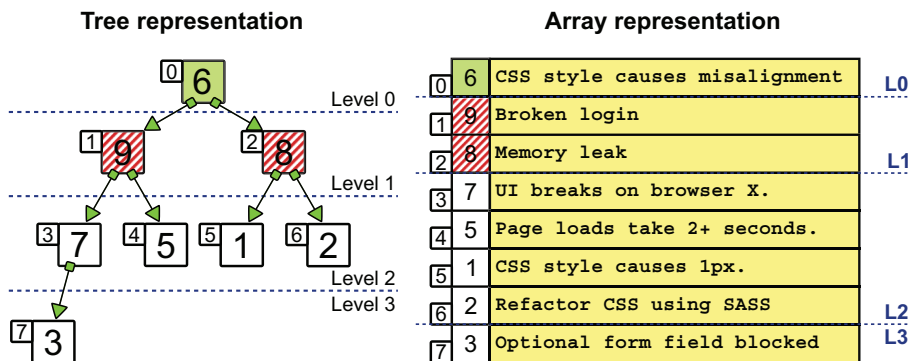 Tree representation
0 6
Level 0
1 9 2 8
Level 1
3 7 4 5 5 1 6 2
Level 2
Level 3
7 3
Array representation
0 6 CSS style causes misalignment L0
1 9 Broken login
2 8 Memory leak L1
3 7 UI breaks on browser X.
4 5 Page loads take 2+ seconds.
5 1 CSS style causes 1px.
6 2 Refactor CSS using SASS L2
7 3 Optional form field blocked L3